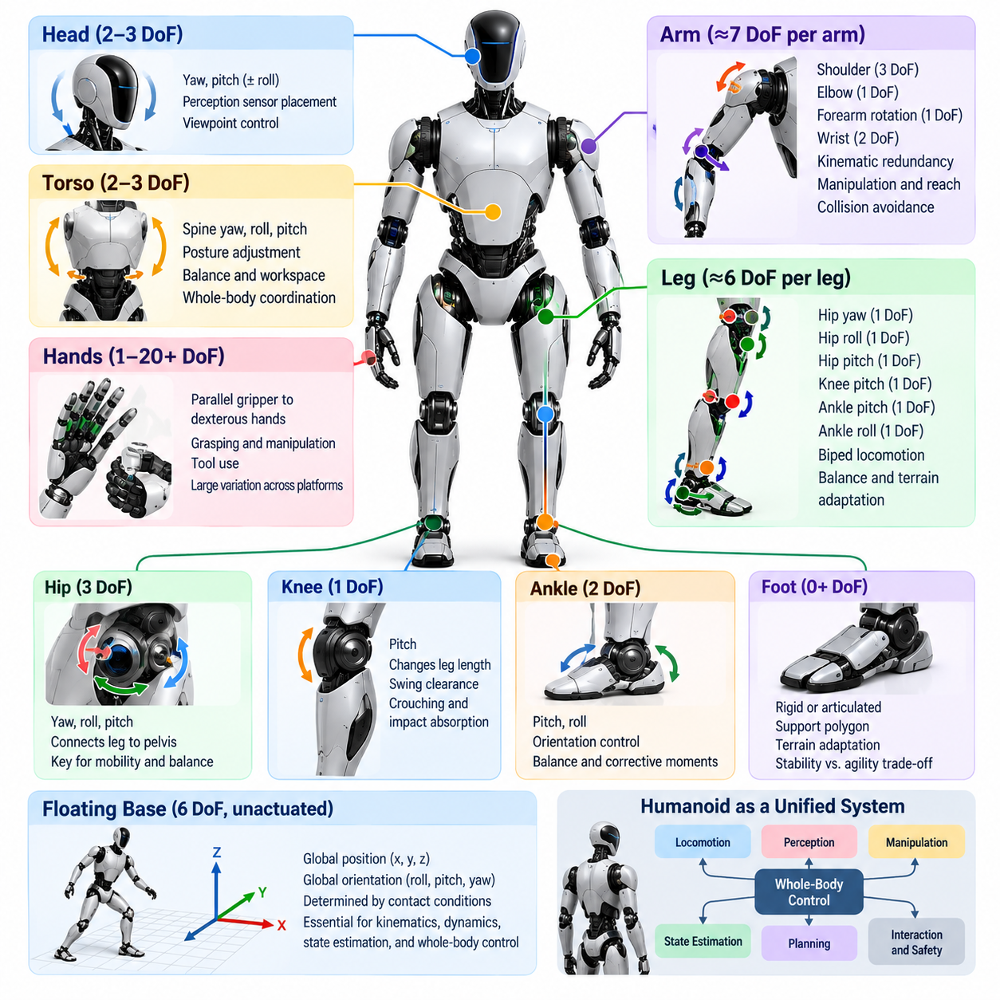 Head (2–3 DoF)
Yaw, pitch (± roll)
Perception sensor placement
Viewpoint control
Torso (2–3 DoF)
Spine yaw, roll, pitch
Posture adjustment
Balance and workspace
Whole-body coordination
Hands (1–20+ DoF)
Parallel gripper to
dexterous hands
Grasping and manipulation
Tool use
Large variation across platforms
Arm (≈7 DoF per arm)
Shoulder (3 DoF)
Elbow (1 DoF)
Forearm rotation (1 DoF)
Wrist (2 DoF)
Kinematic redundancy
Manipulation and reach
Collision avoidance
Leg (≈6 DoF per leg)
Hip yaw (1 DoF)
Hip roll (1 DoF)
Hip pitch (1 DoF)
Knee pitch (1 DoF)
Ankle pitch (1 DoF)
Ankle roll (1 DoF)
Biped locomotion
Balance and terrain
adaptation
Hip (3 DoF)
Yaw, roll, pitch
Connects leg to pelvis
Key for mobility and balance
Knee (1 DoF)
Pitch
Changes leg length
Swing clearance
Crouching and
impact absorption
Ankle (2 DoF)
Pitch, roll
Orientation control
Balance and corrective moments
Foot (0+ DoF)
Rigid or articulated
Support polygon
Terrain adaptation
Stability vs. agility trade-off
Floating Base (6 DoF, unactuated)
Z
Y
X
Global position (x, y, z)
Global orientation (roll, pitch, yaw)
Determined by contact conditions
Essential for kinematics, dynamics,
state estimation, and whole-body control
Humanoid as a Unified System
Locomotion
Perception
Manipulation
Whole-Body
Control
State Estimation
Planning
Interaction
and Safety